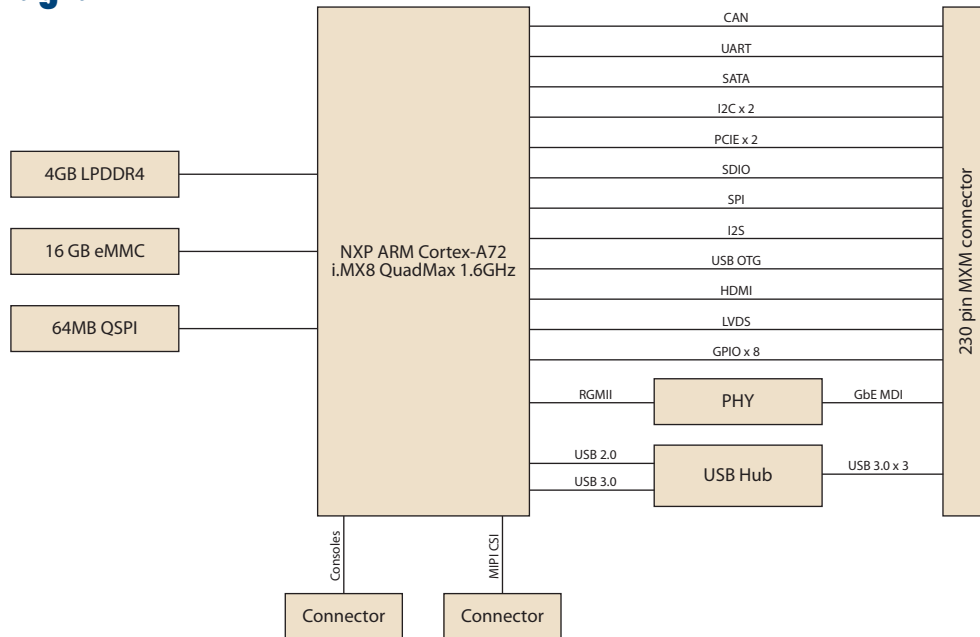 CAN
UART
SATA
I2C x 2
PCIE x 2
SDIO
SPI
I2S
USB OTG
HDMI
LVDS
GPIO x 8
4GB LPDDR4
16 GB eMMC
64MB QSPI
NXP ARM Cortex-A72
i.MX8 QuadMax 1.6GHz
230 pin MXM connector
RGMII
PHY
GbE MDI
USB 2.0
USB 3.0
USB Hub
USB 3.0 x 3
Consoles
MIPI CSI
Connector
Connector